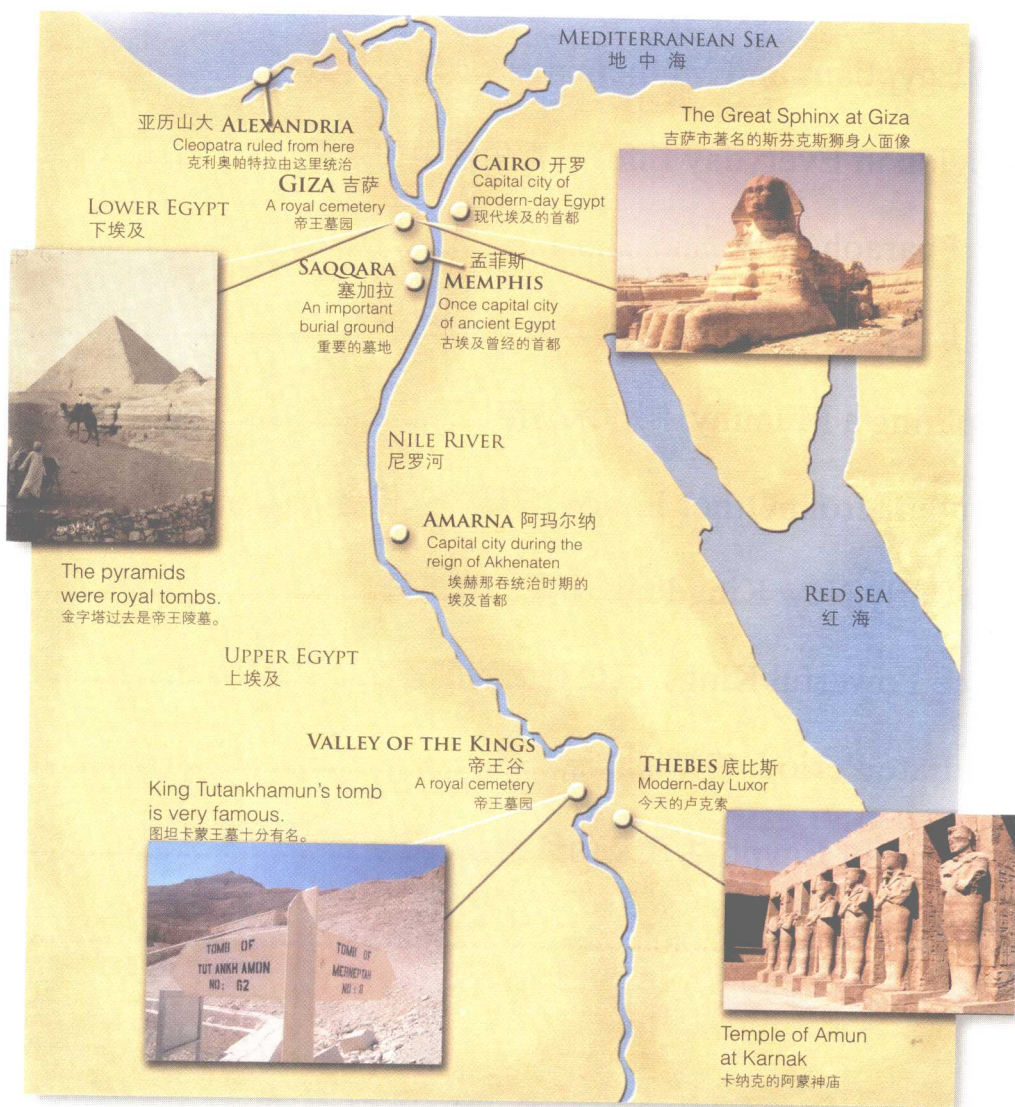 MEDITERRANEAN SEA
地中海
亚历山大 ALEXANDRIA
Cleopatra ruled from here
克利奥帕特拉由这里统治
The Great Sphinx at Giza
吉萨市著名的斯芬克斯狮身人面像
CAIRO 开罗
Capital city of
modern-day Egypt
现代埃及的首都
GIZA 吉萨
A royal cemetery
帝王墓园
LOWER EGYPT
下埃及
SAQQARA
塞加拉
An important
burial ground
重要的墓地
孟菲斯
MEMPHIS
Once capital city
of ancient Egypt
古埃及曾经的首都
NILE RIVER
尼罗河
AMARNA 阿玛尔纳
Capital city during the
reign of Akhenaten
埃赫那吞统治时期的
埃及首都
The pyramids
were royal tombs.
金字塔过去是帝王陵墓。
RED SEA
红海
UPPER EGYPT
上埃及
VALLEY OF THE KINGS
帝王谷
A royal cemetery
帝王墓园
THEBES 底比斯
Modern-day Luxor
今天的卢克索
King Tutankhamun's tomb
is very famous.
图坦卡蒙王墓十分有名。
TOMB OF
TUT ANKH AMON
NO: 62
TOMB OF
MERNEPTAH
NO: 8
Temple of Amun
at Karnak
卡纳克的阿蒙神庙